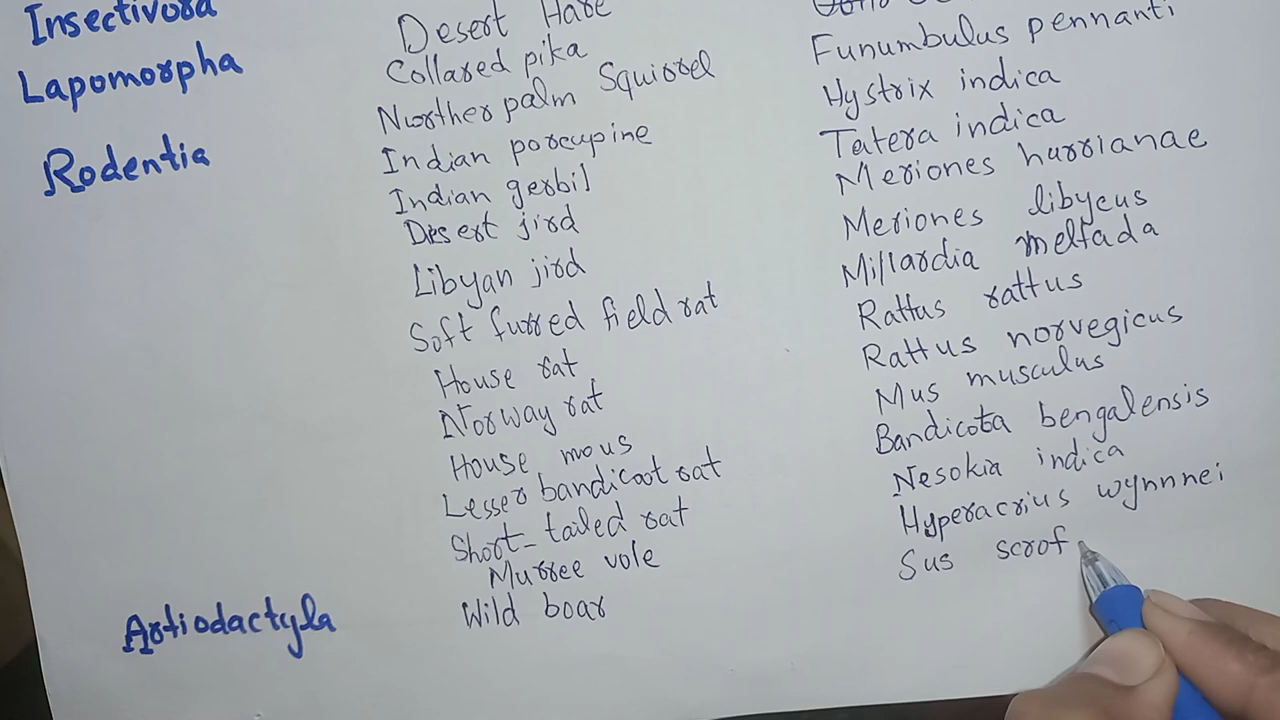 Insectivora
Lapomorpha
Rodentia
Artiodactyla
Desert Hare
Collared pika
Norther palm Squirrel
Indian porcupine
Indian gerbil
Desert jird
Libyan jird
Soft furred field rat
House rat
Norway rat
House mous
Lesser bandicoot rat
Short-tailed rat
Murree vole
Wild boar
Funumbulus pennanti
Hystrix indica
Tatera indica
Meriones hurrianae
Meriones libycus
Millardia meltada
Rattus rattus
Rattus norvegicus
Mus musculus
Bandicota bengalensis
Nesokia indica
Hyperacrius wynnnei
Sus scrof